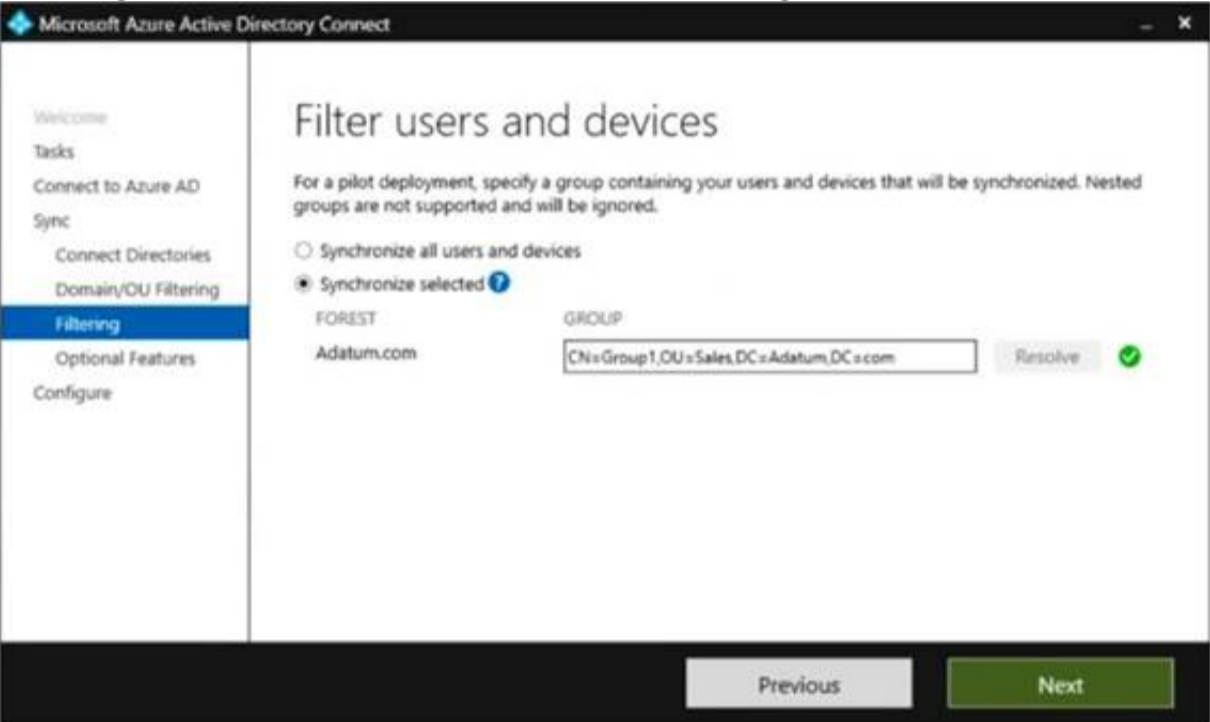 Microsoft Azure Active Directory Connect
Welcome
Tasks
Connect to Azure AD
Sync
Connect Directories
Domain/OU Filtering
Filtering
Optional Features
Configure
Filter users and devices
For a pilot deployment, specify a group containing your users and devices that will be synchronized. Nested
groups are not supported and will be ignored.
Synchronize all users and devices
Synchronize selected ?
FOREST GROUP
Adatum.com CN=Group1,OU=Sales,DC=Adatum,DC=com Resolve
Previous Next